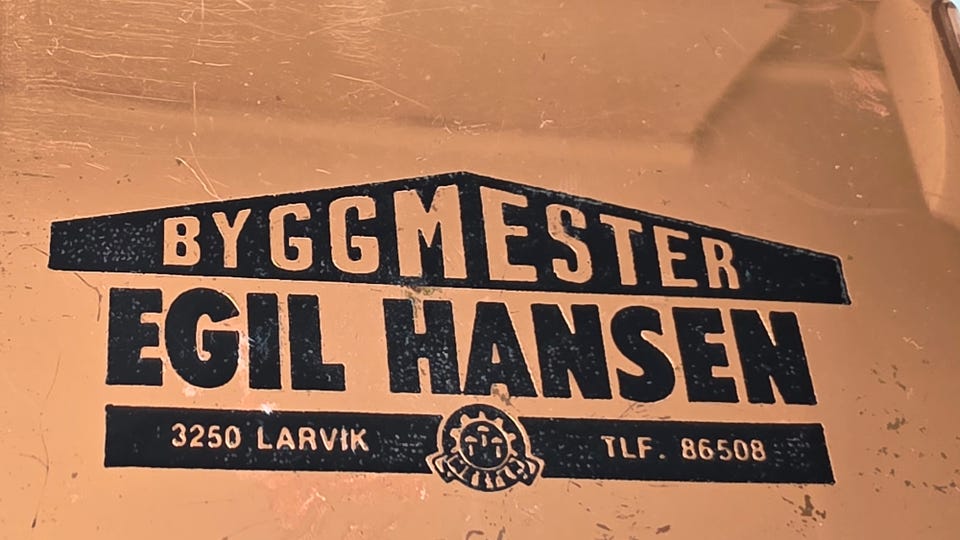 BYGGMESTER
EGIL HANSEN
3250 LARVIK TLF. 86508